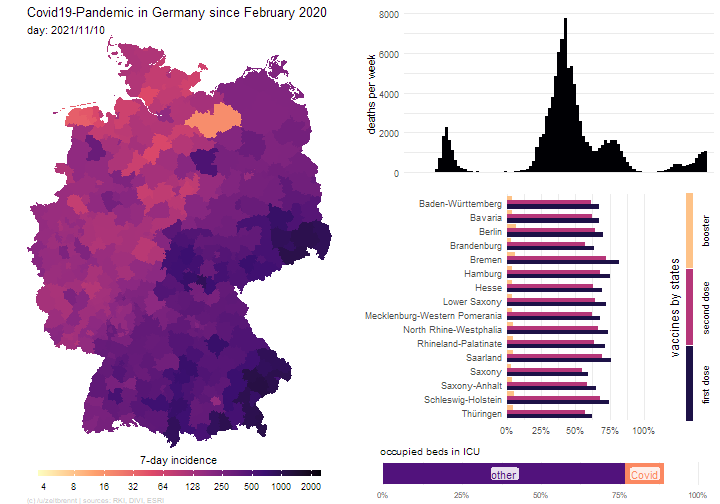 Covid19-Pandemic in Germany since February 2020
day: 2021/11/10
7-day incidence
4 8 16 32 64 128 250 500 1000 2000
deaths per week
8000
6000
4000
2000
0
Baden-Württemberg
Bavaria
Berlin
Brandenburg
Bremen
Hamburg
Hesse
Lower Saxony
Mecklenburg-Western Pomerania
North Rhine-Westphalia
Rhineland-Palatinate
Saarland
Saxony
Saxony-Anhalt
Schleswig-Holstein
Thüringen
0% 25% 50% 75% 100%
vaccines by states
booster
second dose
first dose
occupied beds in ICU
other Covid
0% 25% 50% 75% 100%
sources: RKI, DIVI, ESRI